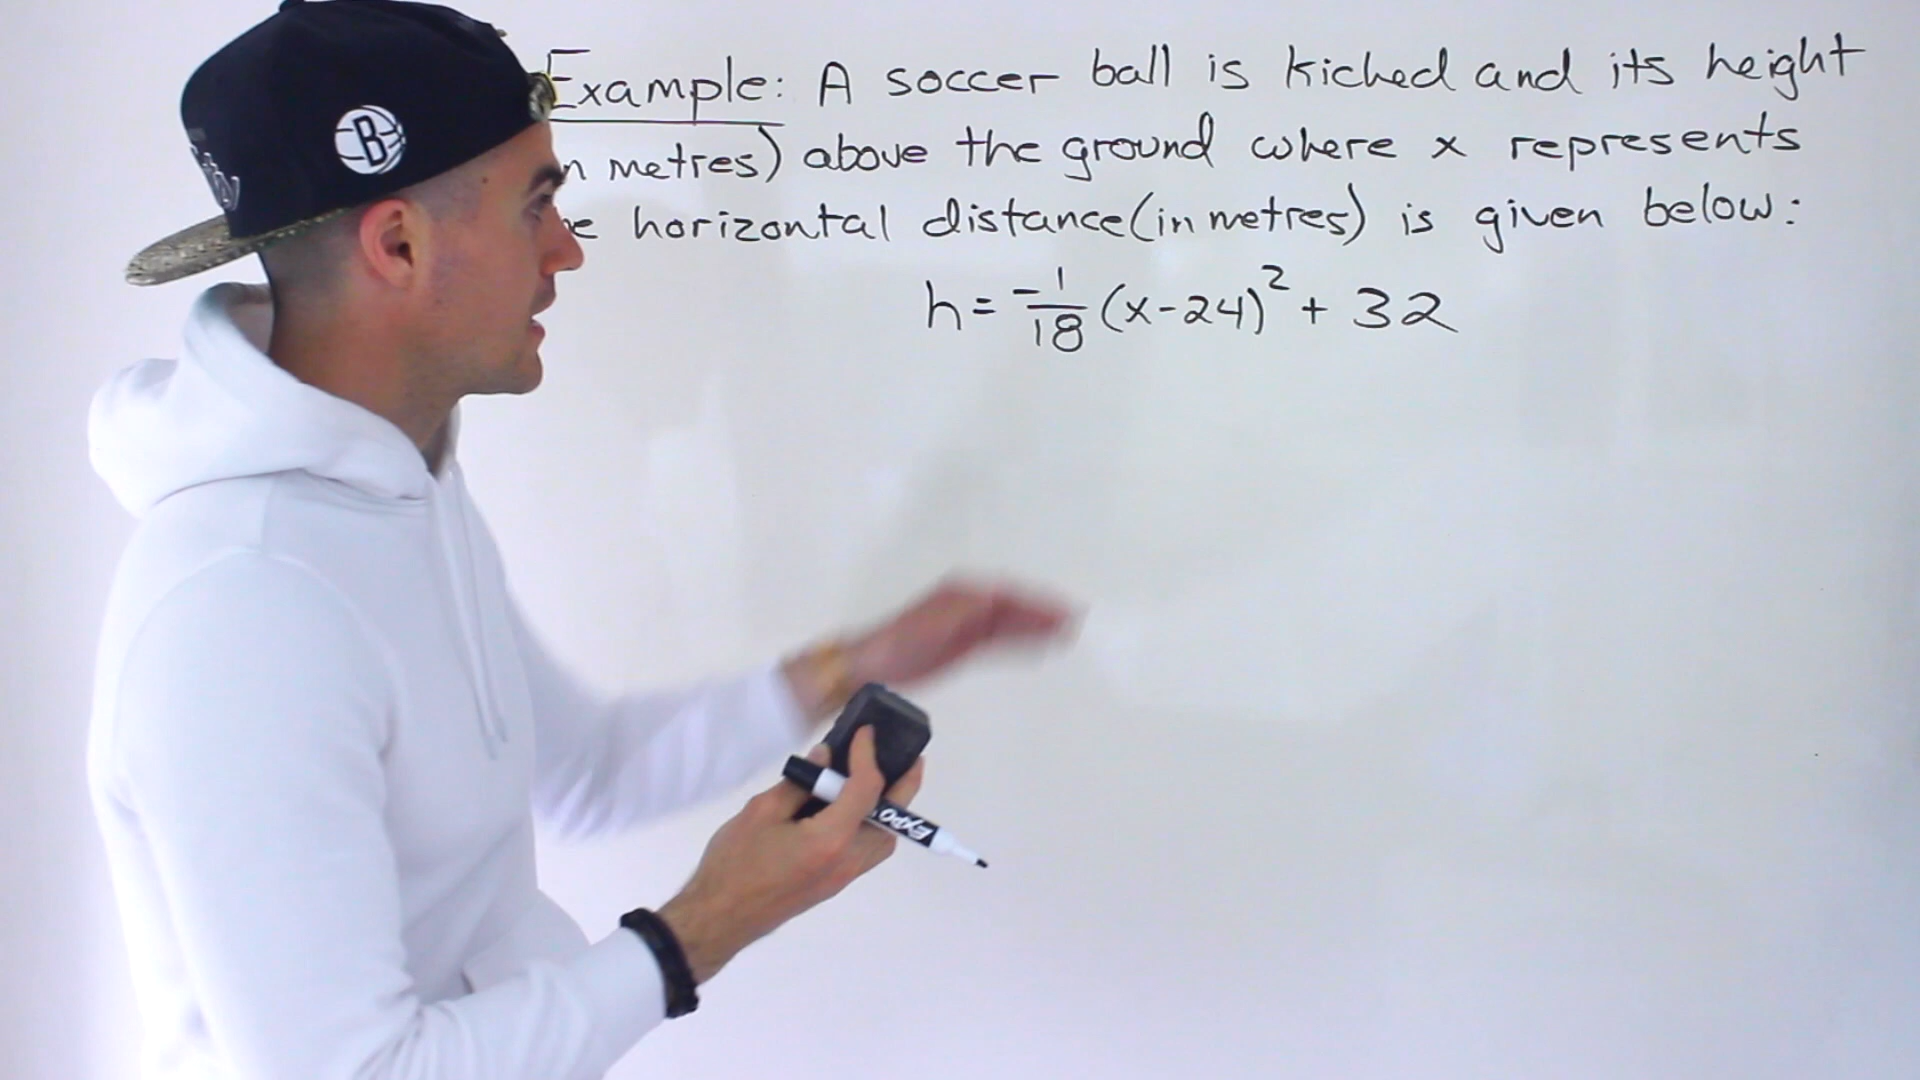 Example: A soccer ball is kicked and its height
n metres) above the ground where x represents
e horizontal distance (in metres) is given below:
h = -1/18 (x-24)² + 32
B
EXPO